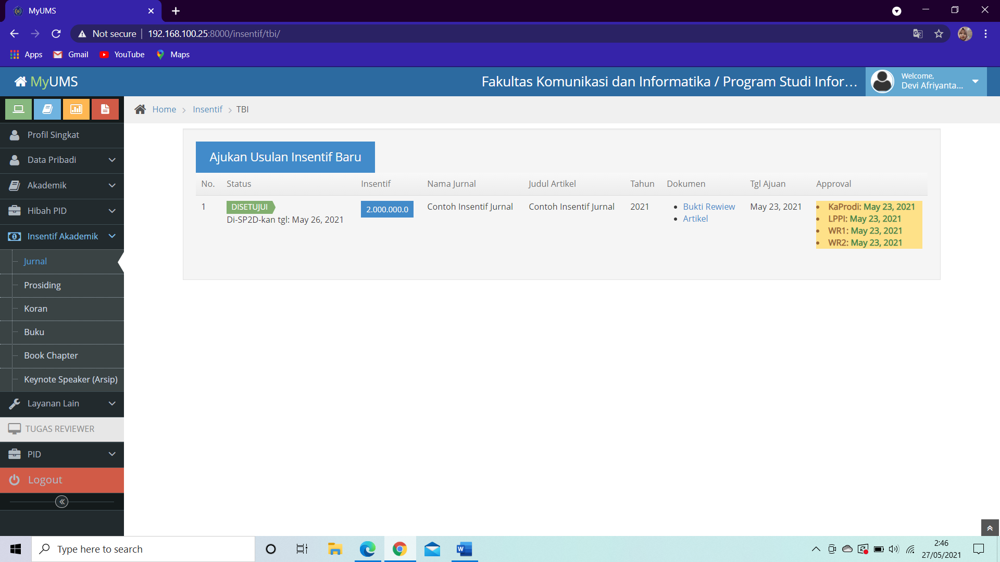 MyUMS
Not secure
192.168.100.25:8000/insentif/tbi/
Apps
Gmail
YouTube
Maps
MyUMS
Fakultas Komunikasi dan Informatika / Program Studi Infor...
Welcome,
Devi Afriyanta...
Home
Insentif
TBI
Profil Singkat
Data Pribadi
Akademik
Hibah PID
Insentif Akademik
Jurnal
Prosiding
Koran
Buku
Book Chapter
Keynote Speaker (Arsip)
Layanan Lain
TUGAS REVIEWER
PID
Logout
Ajukan Usulan Insentif Baru
No. Status Insentif Nama Jurnal Judul Artikel Tahun Dokumen Tgl Ajuan Approval
1 DISETUJUI 2.000.000.0 Contoh Insentif Jurnal Contoh Insentif Jurnal 2021 Bukti Rewiew May 23, 2021 KaProdi: May 23, 2021
Di-SP2D-kan tgl: May 26, 2021 Artikel LPPI: May 23, 2021
WR1: May 23, 2021
WR2: May 23, 2021
Type here to search
2:46
27/05/2021